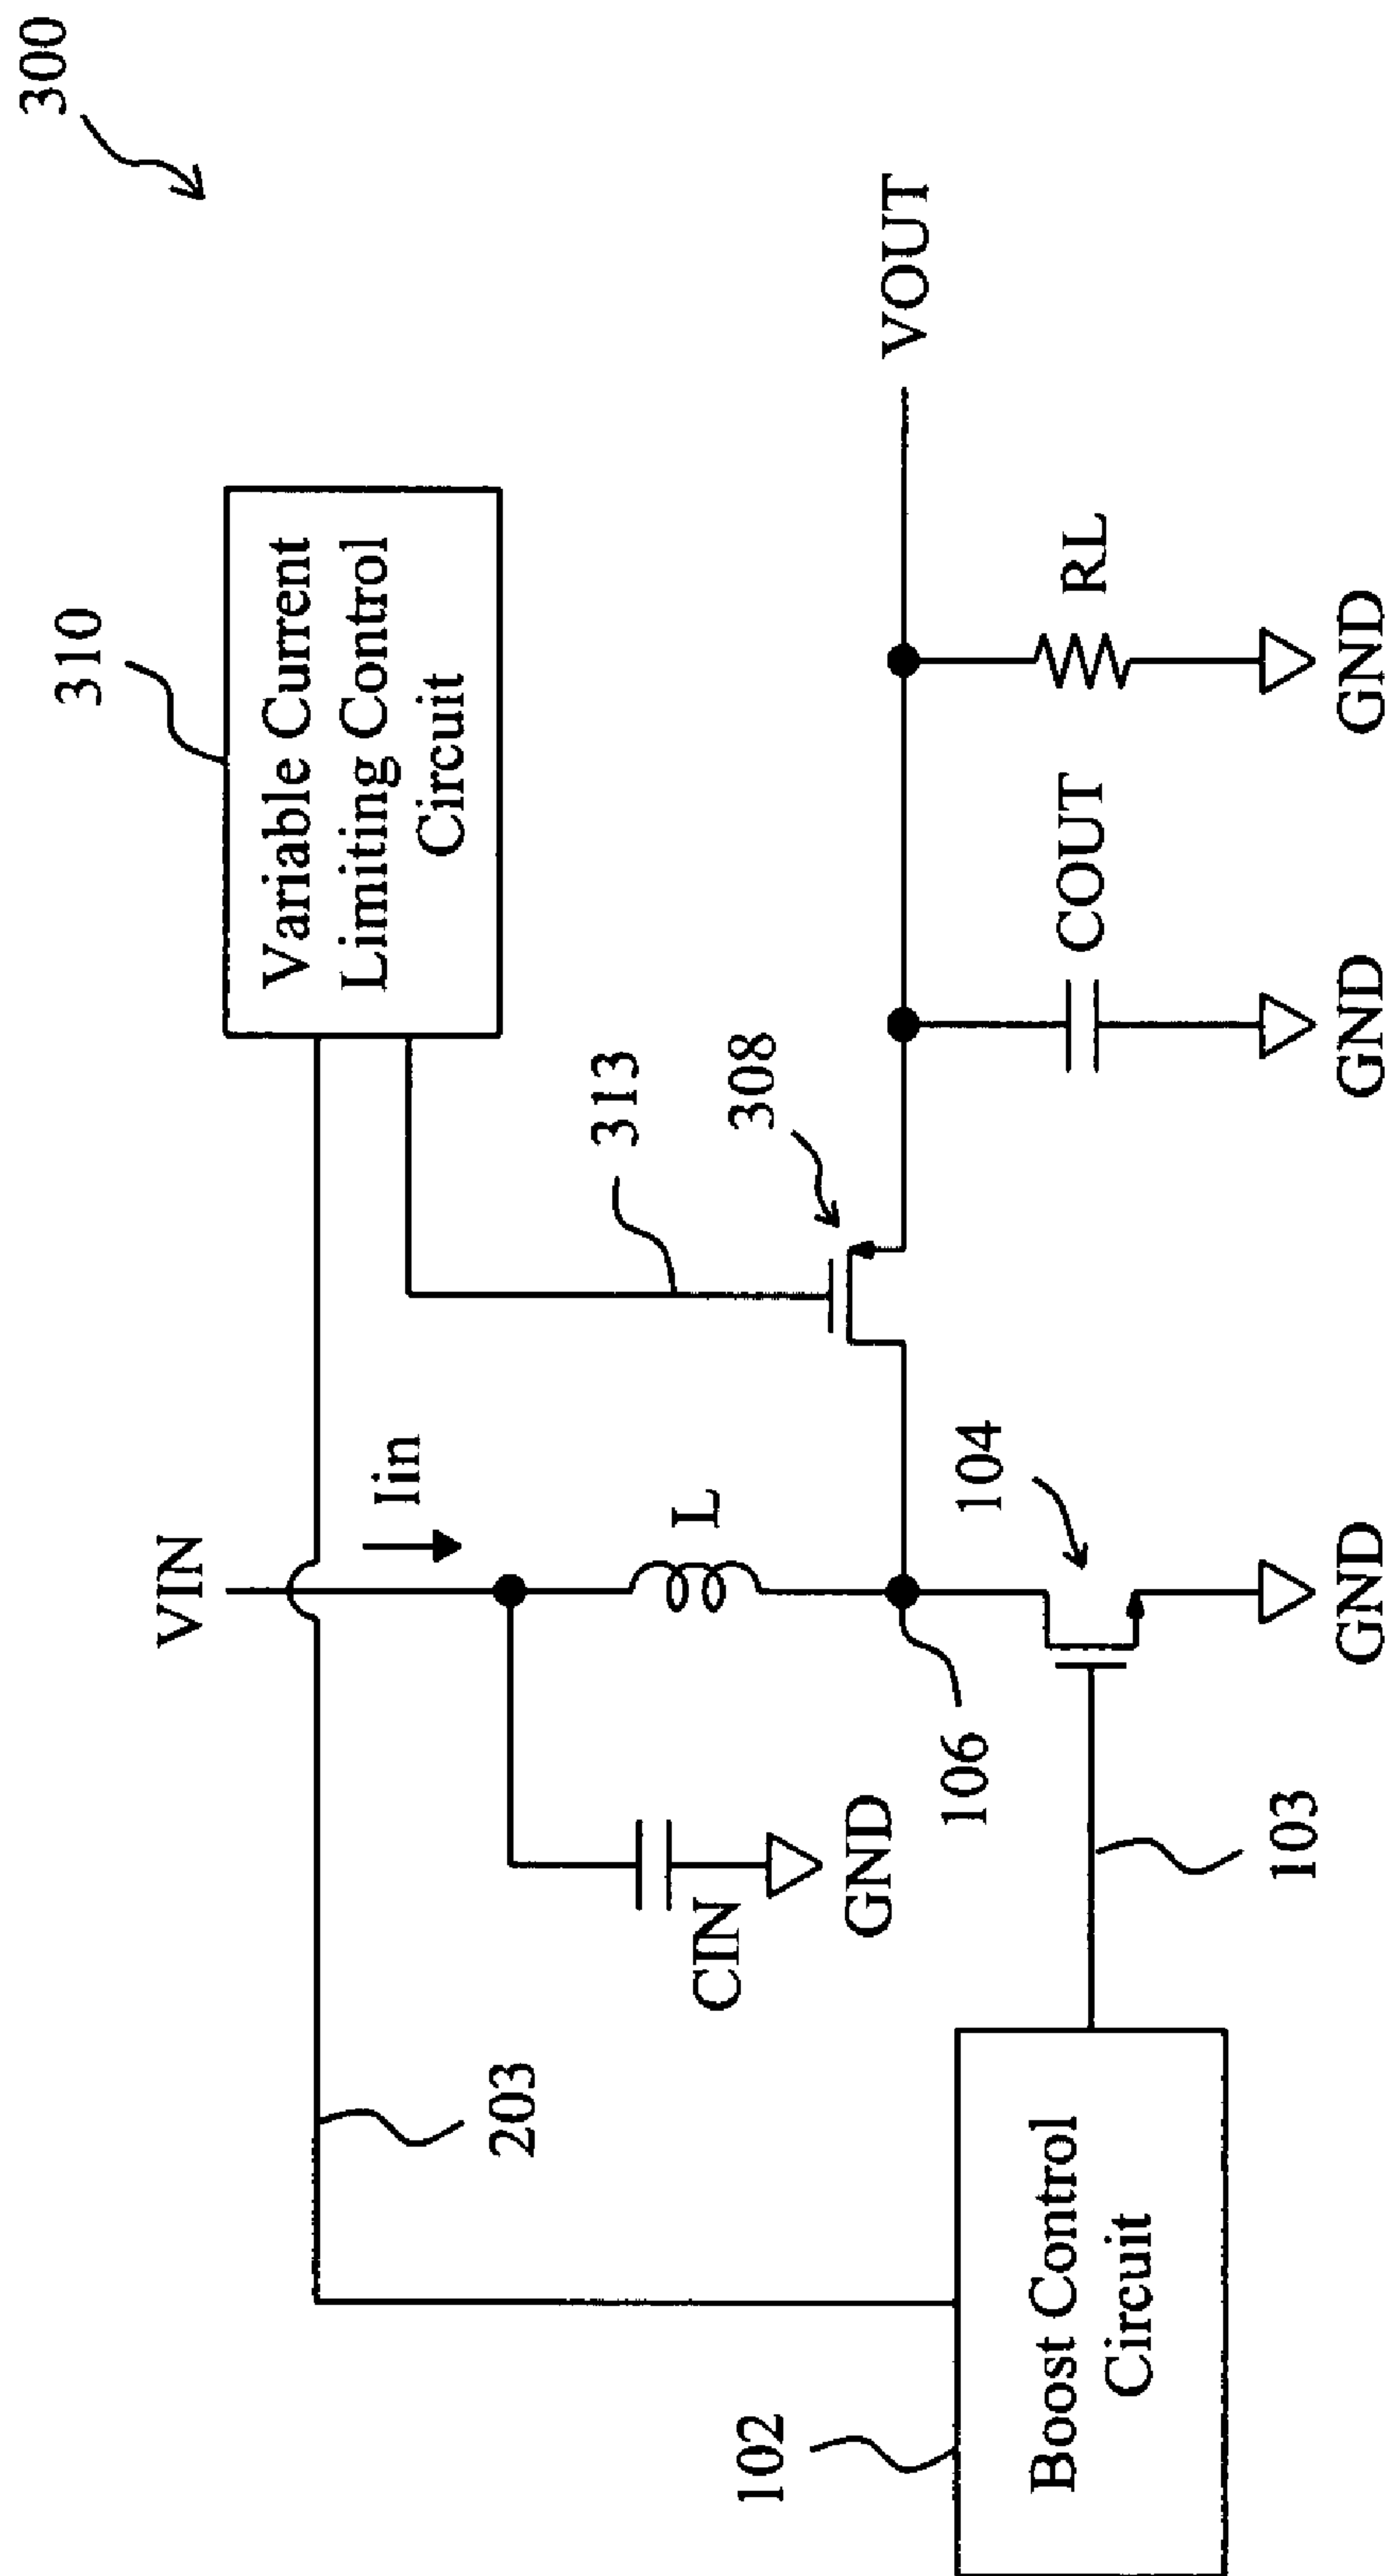 300
310
Variable Current
Limiting Control
Circuit
VIN
Iin
203
L
313
308
VOUT
CIN
GND
106
104
COUT
RL
102
Boost Control
Circuit
103
GND
GND
GND